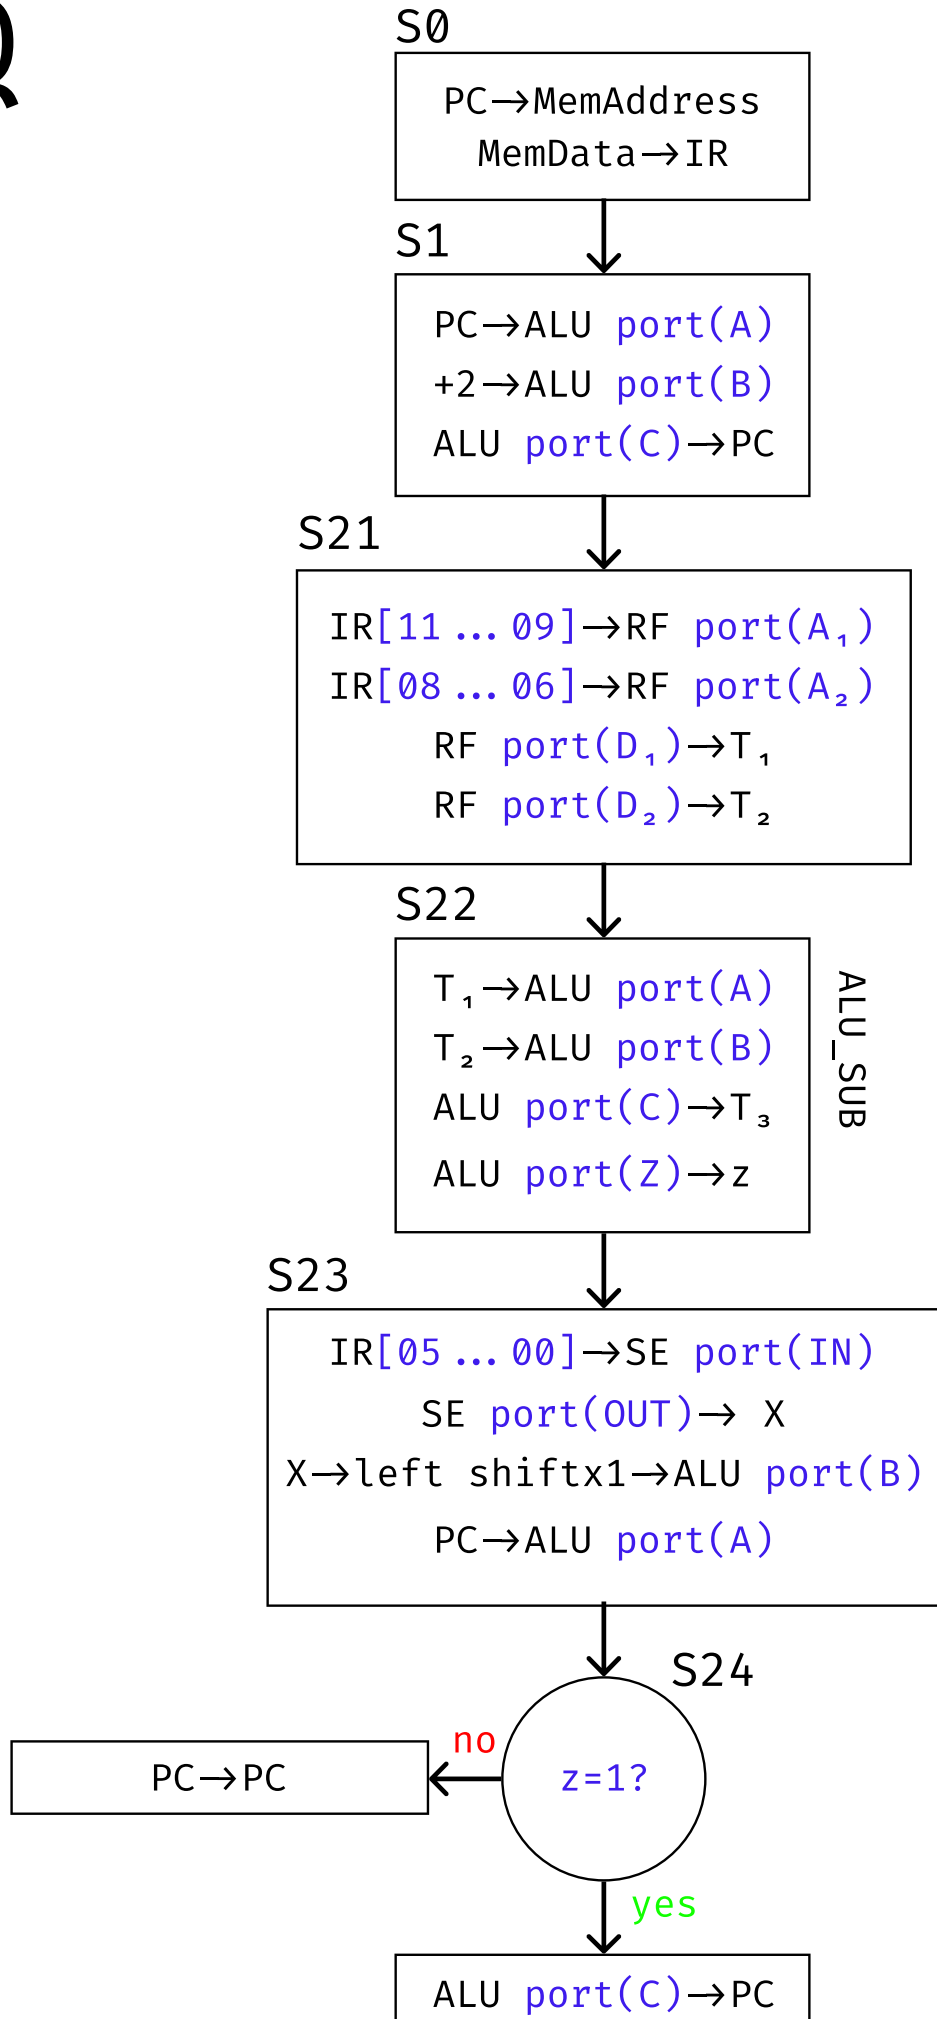 S0
PC→MemAddress
MemData→IR
S1
PC→ALU port(A)
+2→ALU port(B)
ALU port(C)→PC
S21
IR[11...09]→RF port(A₁)
IR[08...06]→RF port(A₂)
RF port(D₁)→T₁
RF port(D₂)→T₂
S22
T₁→ALU port(A)
T₂→ALU port(B)
ALU port(C)→T₃
ALU port(Z)→z
ALU_SUB
S23
IR[05...00]→SE port(IN)
SE port(OUT)→ X
X→left shiftx1→ALU port(B)
PC→ALU port(A)
S24
z=1?
no
PC→PC
yes
ALU port(C)→PC